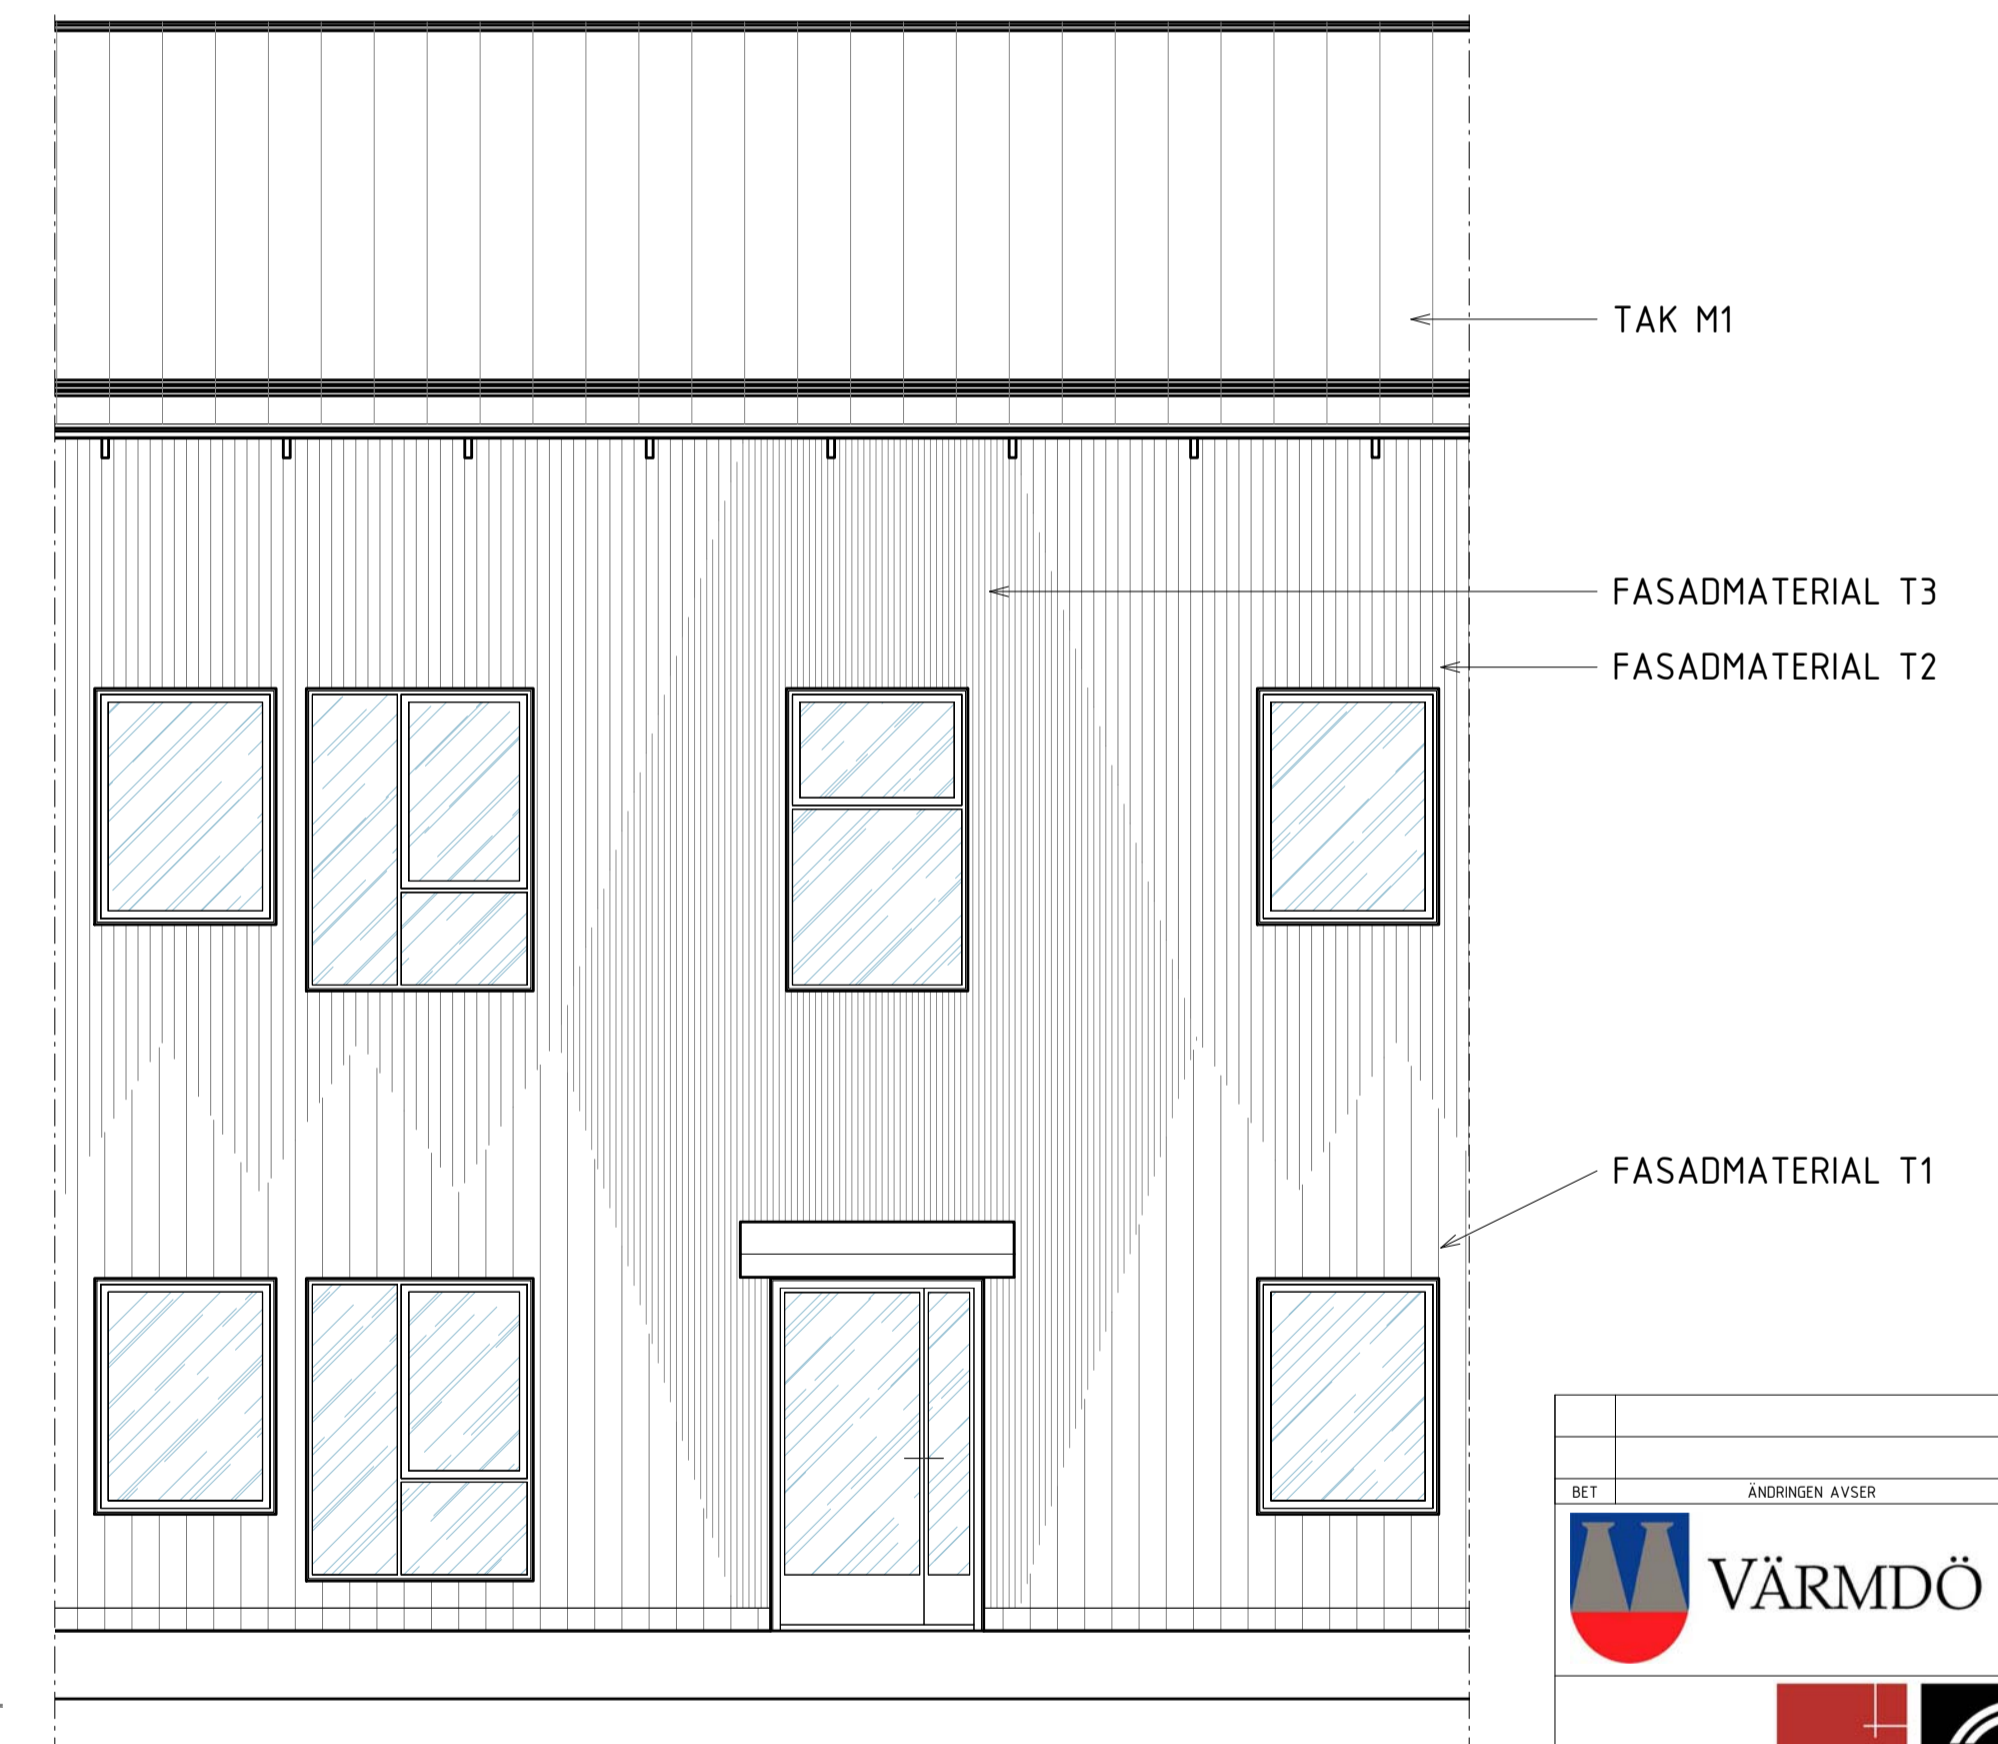 TAK M1
FASADMATERIAL T3
FASADMATERIAL T2
FASADMATERIAL T1
BET ÄNDRINGEN AVSER
VÄRMDÖ